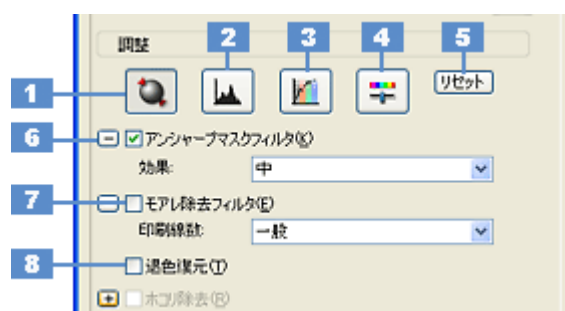 調整
2 3 4 5
1
リセット
6
アンシャープマスクフィルタ(K)
効果: 中
7
モアレ除去フィルタ(E)
印刷線数: 一般
8
退色復元(T)
ホコリ除去(R)